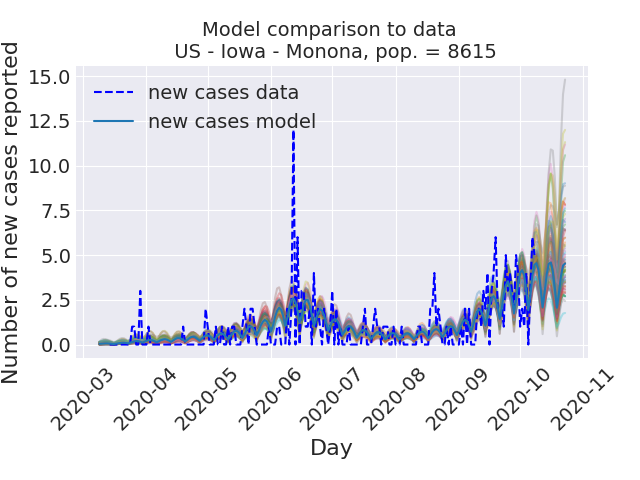 Model comparison to data
US - Iowa - Monona, pop. = 8615
Number of new cases reported
15.0
12.5
10.0
7.5
5.0
2.5
0.0
new cases data
new cases model
2020-03
2020-04
2020-05
2020-06
2020-07
2020-08
2020-09
2020-10
2020-11
Day